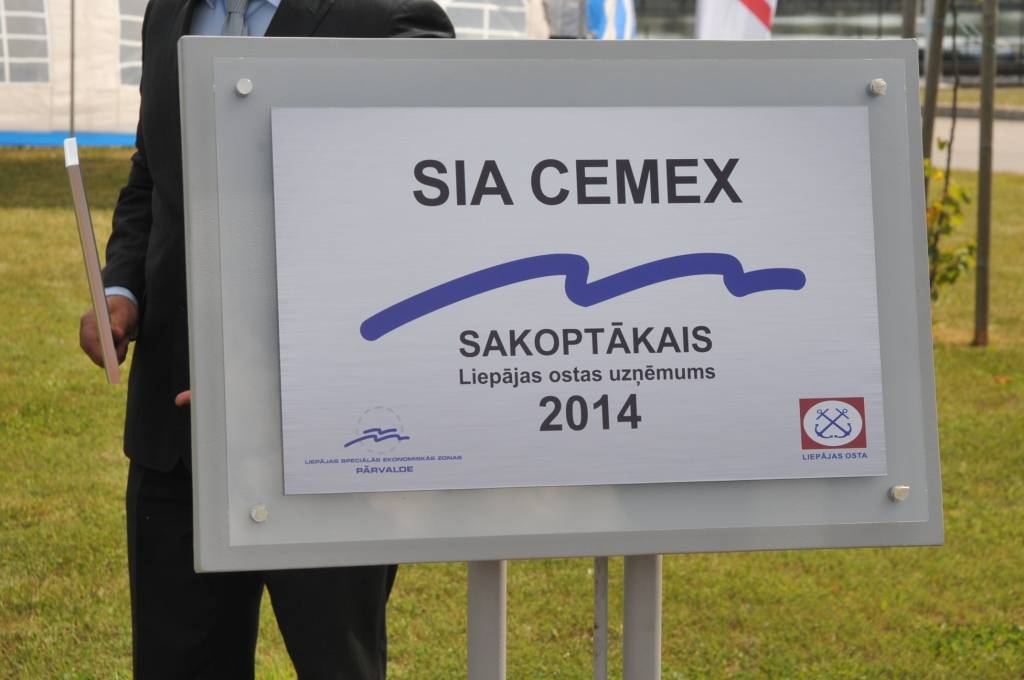 SIA CEMEX
SAKOPTĀKAIS
Liepājas ostas uzņēmums
2014
LIEPĀJAS SPECIĀLĀS EKONOMISKĀS ZONAS
PĀRVALDE
LIEPĀJAS OSTA